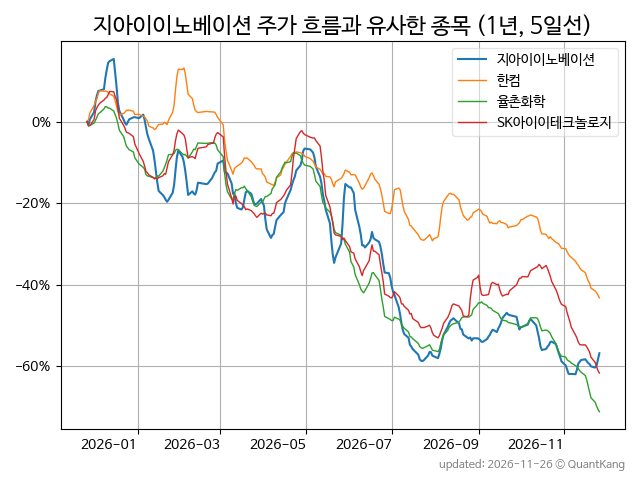 지아이이노베이션 주가 흐름과 유사한 종목 (1년, 5일선)
지아이이노베이션
한컴
율촌화학
SK아이이테크놀로지
0%
−20%
−40%
−60%
2026−01
2026−03
2026−05
2026−07
2026−09
2026−11
updated: 2026-11-26 © QuantKang